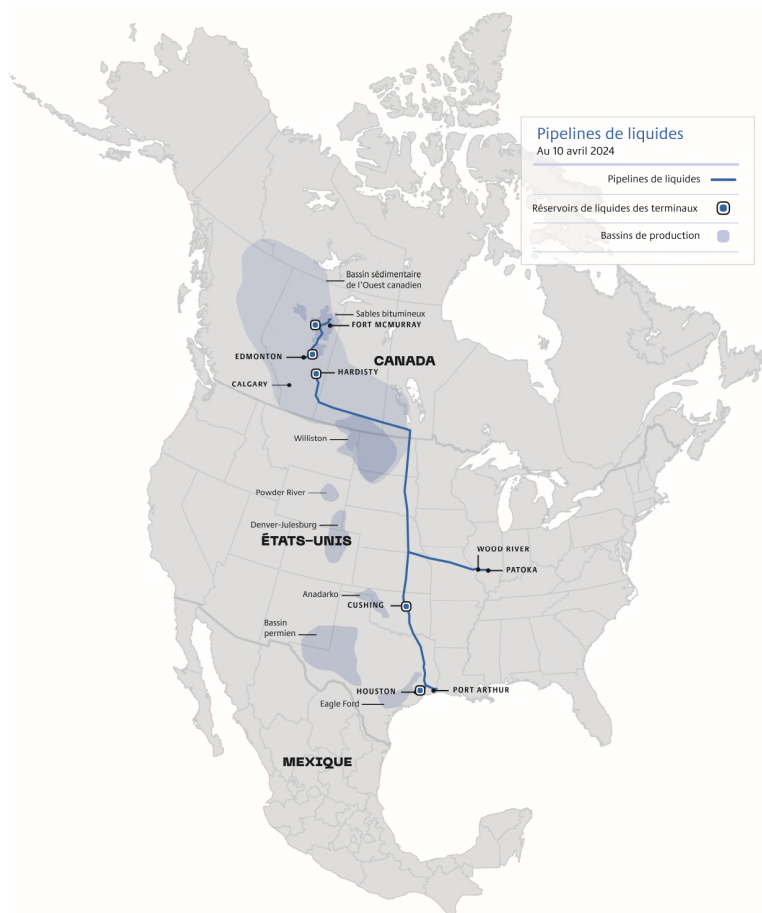 Pipelines de liquides
Au 10 avril 2024
Pipelines de liquides
Réservoirs de liquides des terminaux
Bassins de production
Bassin sédimentaire
de l'Ouest canadien
Sables bitumineux
FORT MCMURRAY
EDMONTON
CANADA
HARDISTY
CALGARY
Williston
Powder River
Denver-Julesburg
ÉTATS-UNIS
WOOD RIVER
PATOKA
Anadarko
CUSHING
Bassin
permien
HOUSTON
PORT ARTHUR
Eagle Ford
MEXIQUE